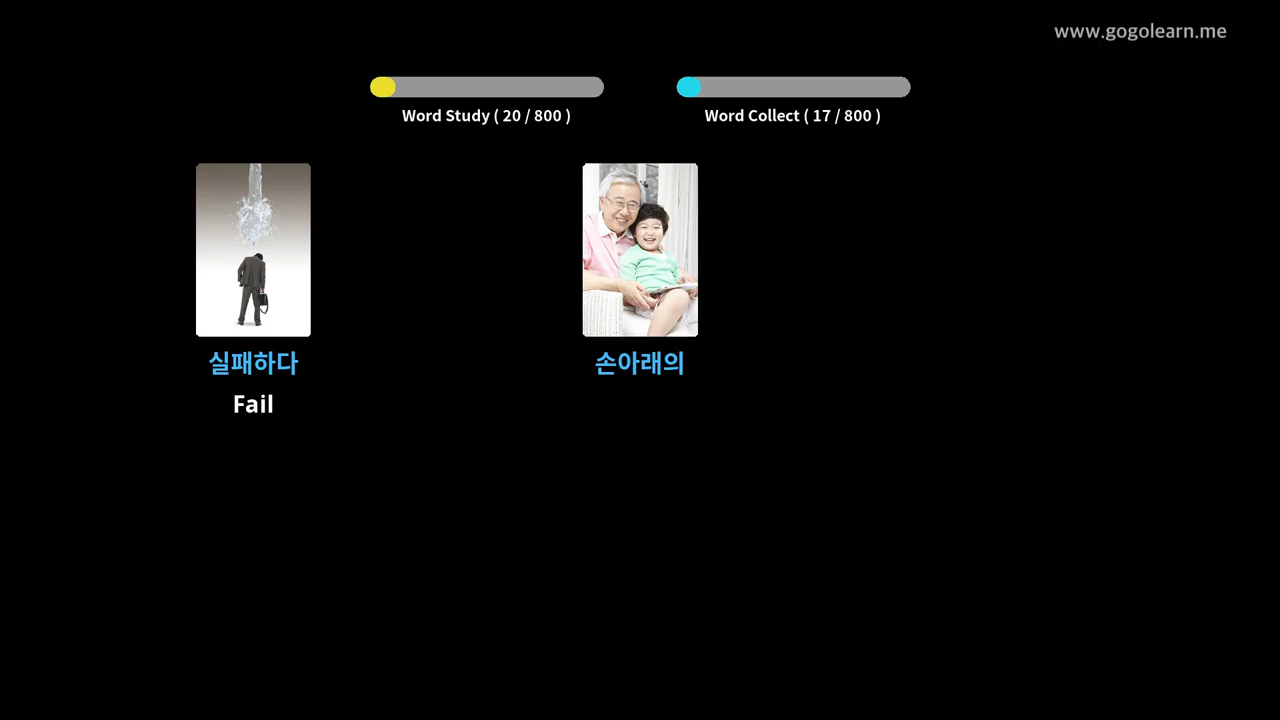 www.gogolearn.me
Word Study ( 20 / 800 )
Word Collect ( 17 / 800 )
실패하다
손아래의
Fail